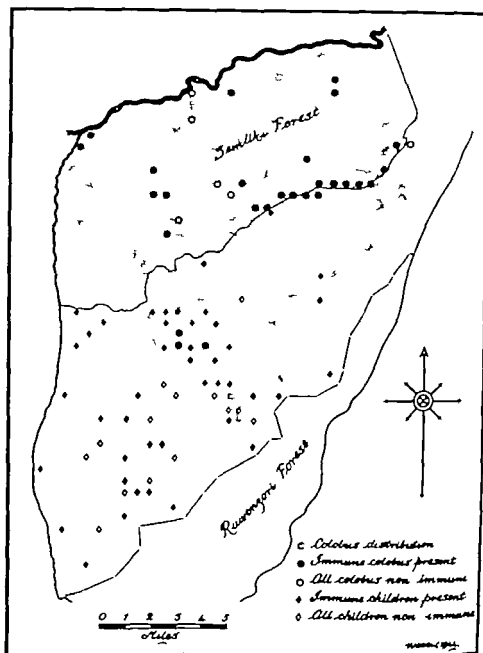 Semliki Forest
Ruwenzori Forest
c Colobus distribution
● Immune colobus present
○ All colobus non immune
♦ Immune children present
◊ All children non immune
0 1 2 3 4 5
Miles